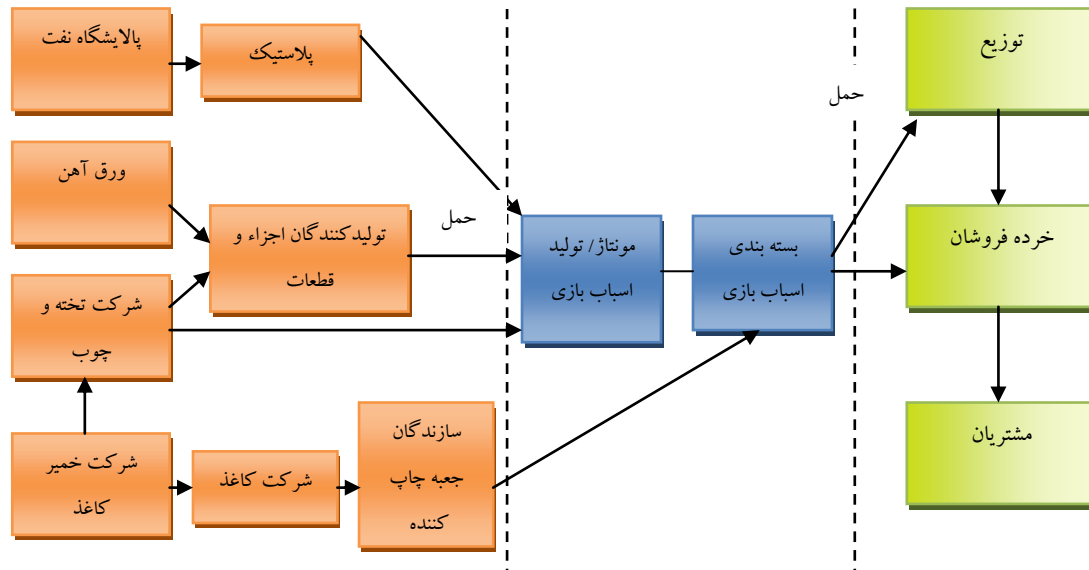 پالایشگاه نفت
پلاستیک
توزیع
حمل
ورق آهن
تولیدکنندگان اجزاء و
قطعات
حمل
مونتاژ/ تولید
اسباب بازی
بسته بندی
اسباب بازی
خرده فروشان
شرکت تخته و
چوب
سازندگان
جعبه چاپ
کننده
مشتریان
شرکت خمیر
کاغذ
شرکت کاغذ